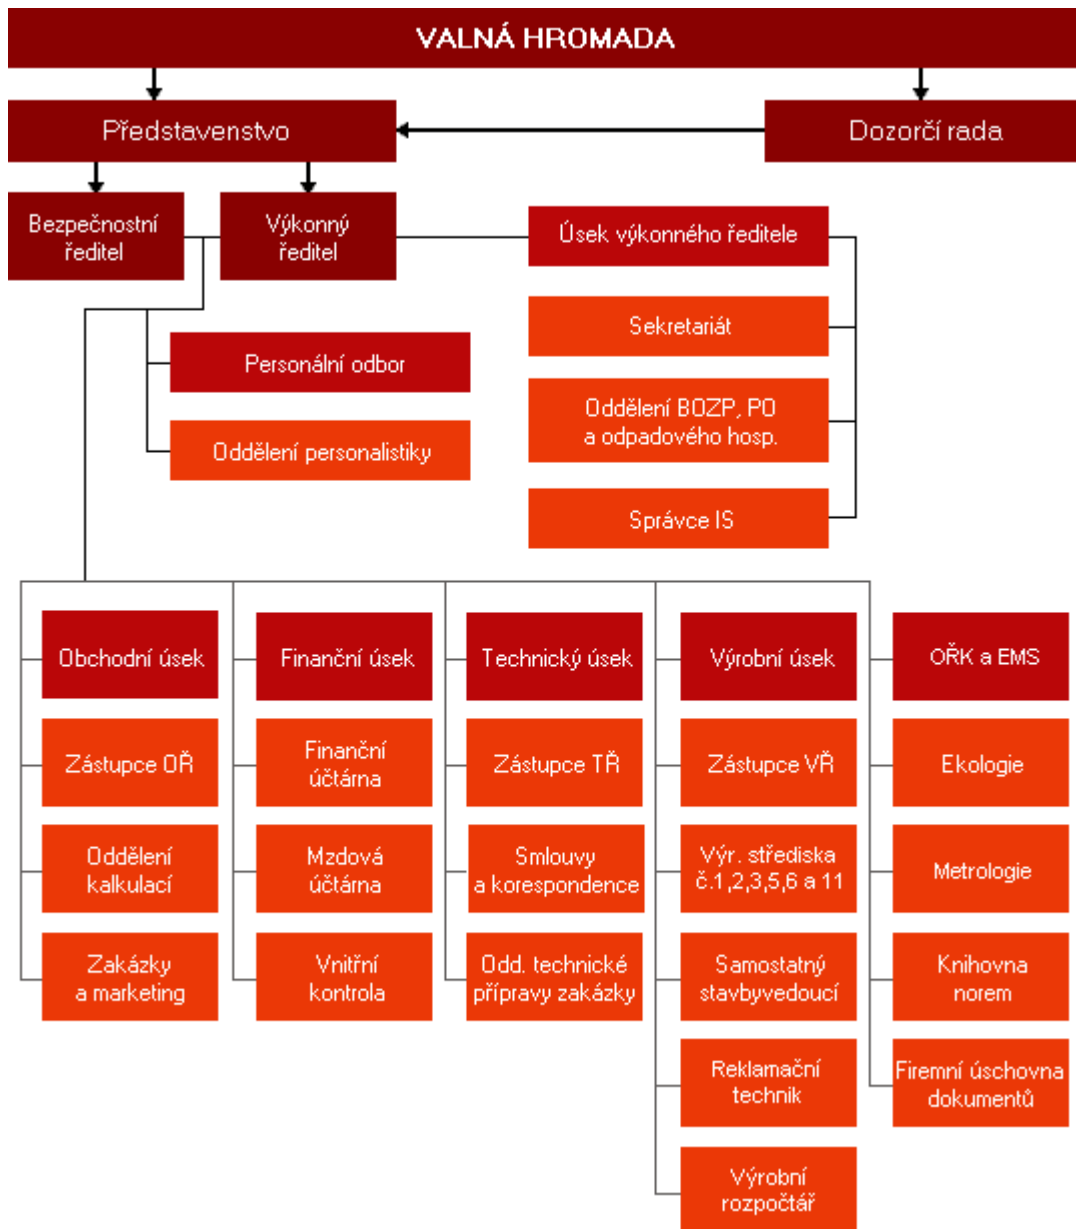 VALNÁ HROMADA
Představenstvo
Dozorčí rada
Bezpečnostní
ředitel
Výkonný
ředitel
Úsek výkonného ředitele
Sekretariát
Oddělení BOZP, PO
a odpadového hosp.
Správce IS
Personální odbor
Oddělení personalistiky
Obchodní úsek
Finanční úsek
Technický úsek
Výrobní úsek
OŘK a EMS
Zástupce OŘ
Finanční
účtárna
Zástupce TŘ
Zástupce VŘ
Ekologie
Oddělení
kalkulací
Mzdová
účtárna
Smlouvy
a korespondence
Výr. střediska
č.1,2,3,5,6 a 11
Metrologie
Zakázky
a marketing
Vnitřní
kontrola
Odd. technické
přípravy zakázky
Samostatný
stavbyvedoucí
Knihovna
norem
Reklamační
technik
Firemní úschovna
dokumentů
Výrobní
rozpočtář